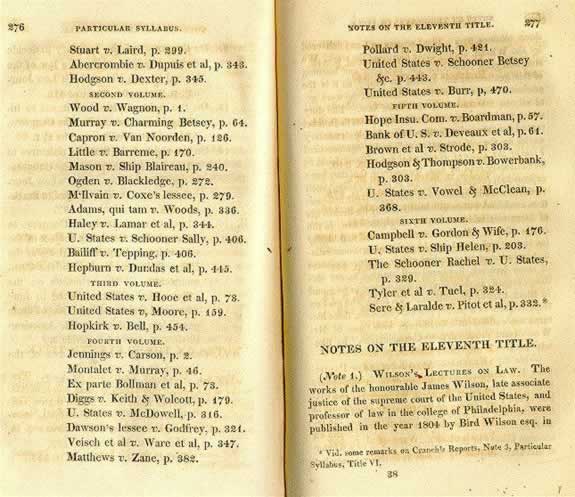 276 PARTICULAR SYLLABUS.
Stuart v. Laird, p. 299.
Abercrombie v. Dupuis et al, p. 343.
Hodgson v. Dexter, p. 345.
SECOND VOLUME.
Wood v. Wagnon, p. 1.
Murray v. Charming Betsey, p. 64.
Capron v. Van Noorden, p. 126.
Little v. Barreme, p. 170.
Mason v. Ship Blaireau, p. 240.
Ogden v. Blackledge, p. 272.
M'Ilvain v. Coxe's lessee, p. 279.
Adams, qui tam v. Woods, p. 336.
Haley v. Lamar et al, p. 344.
U. States v. Schooner Sally, p. 406.
Bailiff v. Tepping, p. 406.
Hepburn v. Dundas et al, p. 445.
THIRD VOLUME.
United States v. Hooe et al, p. 73.
United States v, Moore, p. 159.
Hopkirk v. Bell, p. 454.
FOURTH VOLUME.
Jennings v. Carson, p. 2.
Montalet v. Murray, p. 46.
Ex parte Bollman et al, p. 73.
Diggs v. Keith & Wolcott, p. 179.
U. States v. McDowell, p. 316.
Dawson's lessee v. Godfrey, p. 321.
Veisch et al v. Ware et al, p. 347.
Matthews v. Zane, p. 382.
NOTES ON THE ELEVENTH TITLE. 277
Pollard v. Dwight, p. 421.
United States v. Schooner Betsey
&c. p. 443.
United States v. Burr, p, 470.
FIFTH VOLUME.
Hope Insu. Com. v. Boardman, p. 57.
Bank of U. S. v. Deveaux et al, p. 61.
Brown et al v. Strode, p. 303.
Hodgson & Thompson v. Bowerbank,
p. 303.
U. States v. Vowel & McClean, p.
368.
SIXTH VOLUME.
Campbell v. Gordon & Wife, p. 176.
U. States v. Ship Helen, p. 203.
The Schooner Rachel v. U. States,
p. 329.
Tyler et al v. Tuel, p. 324.
Sere & Laralde v. Pitot et al, p. 332.*
NOTES ON THE ELEVENTH TITLE.
(Note 1.) WILSON'S LECTURES ON LAW. The
works of the honourable James Wilson, late associate
justice of the supreme court of the United States, and
professor of law in the college of Philadelphia, were
published in the year 1804 by Bird Wilson esq. in
* Vid. some remarks on Cranch's Reports, Note 3, Particular
Syllabus, Title VI.
38